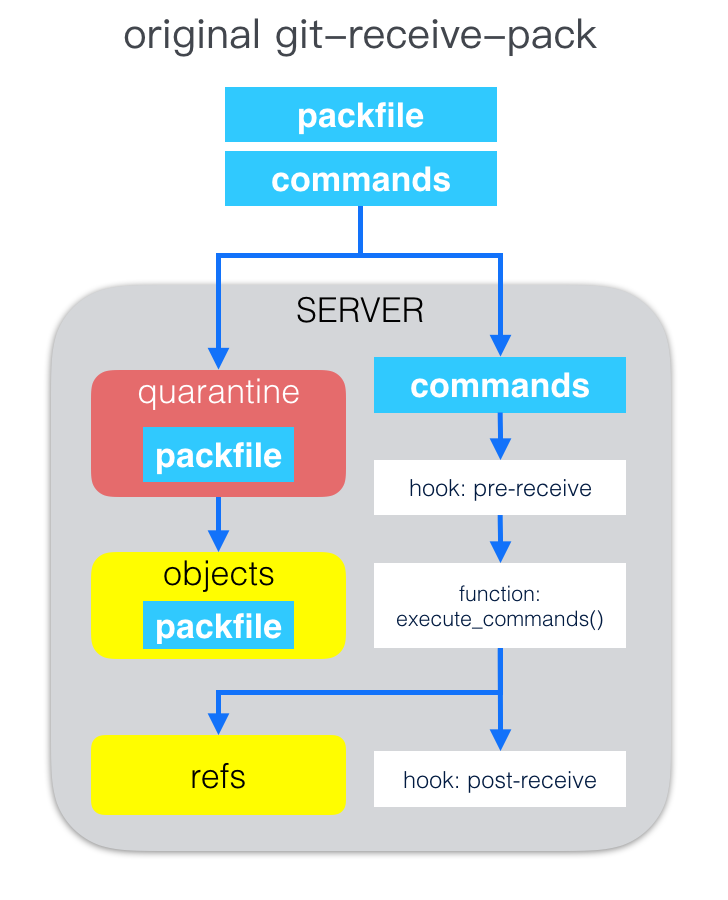 original git–receive–pack
packfile
commands
SERVER
quarantine
packfile
objects
packfile
refs
commands
hook: pre-receive
function:
execute_commands()
hook: post-receive